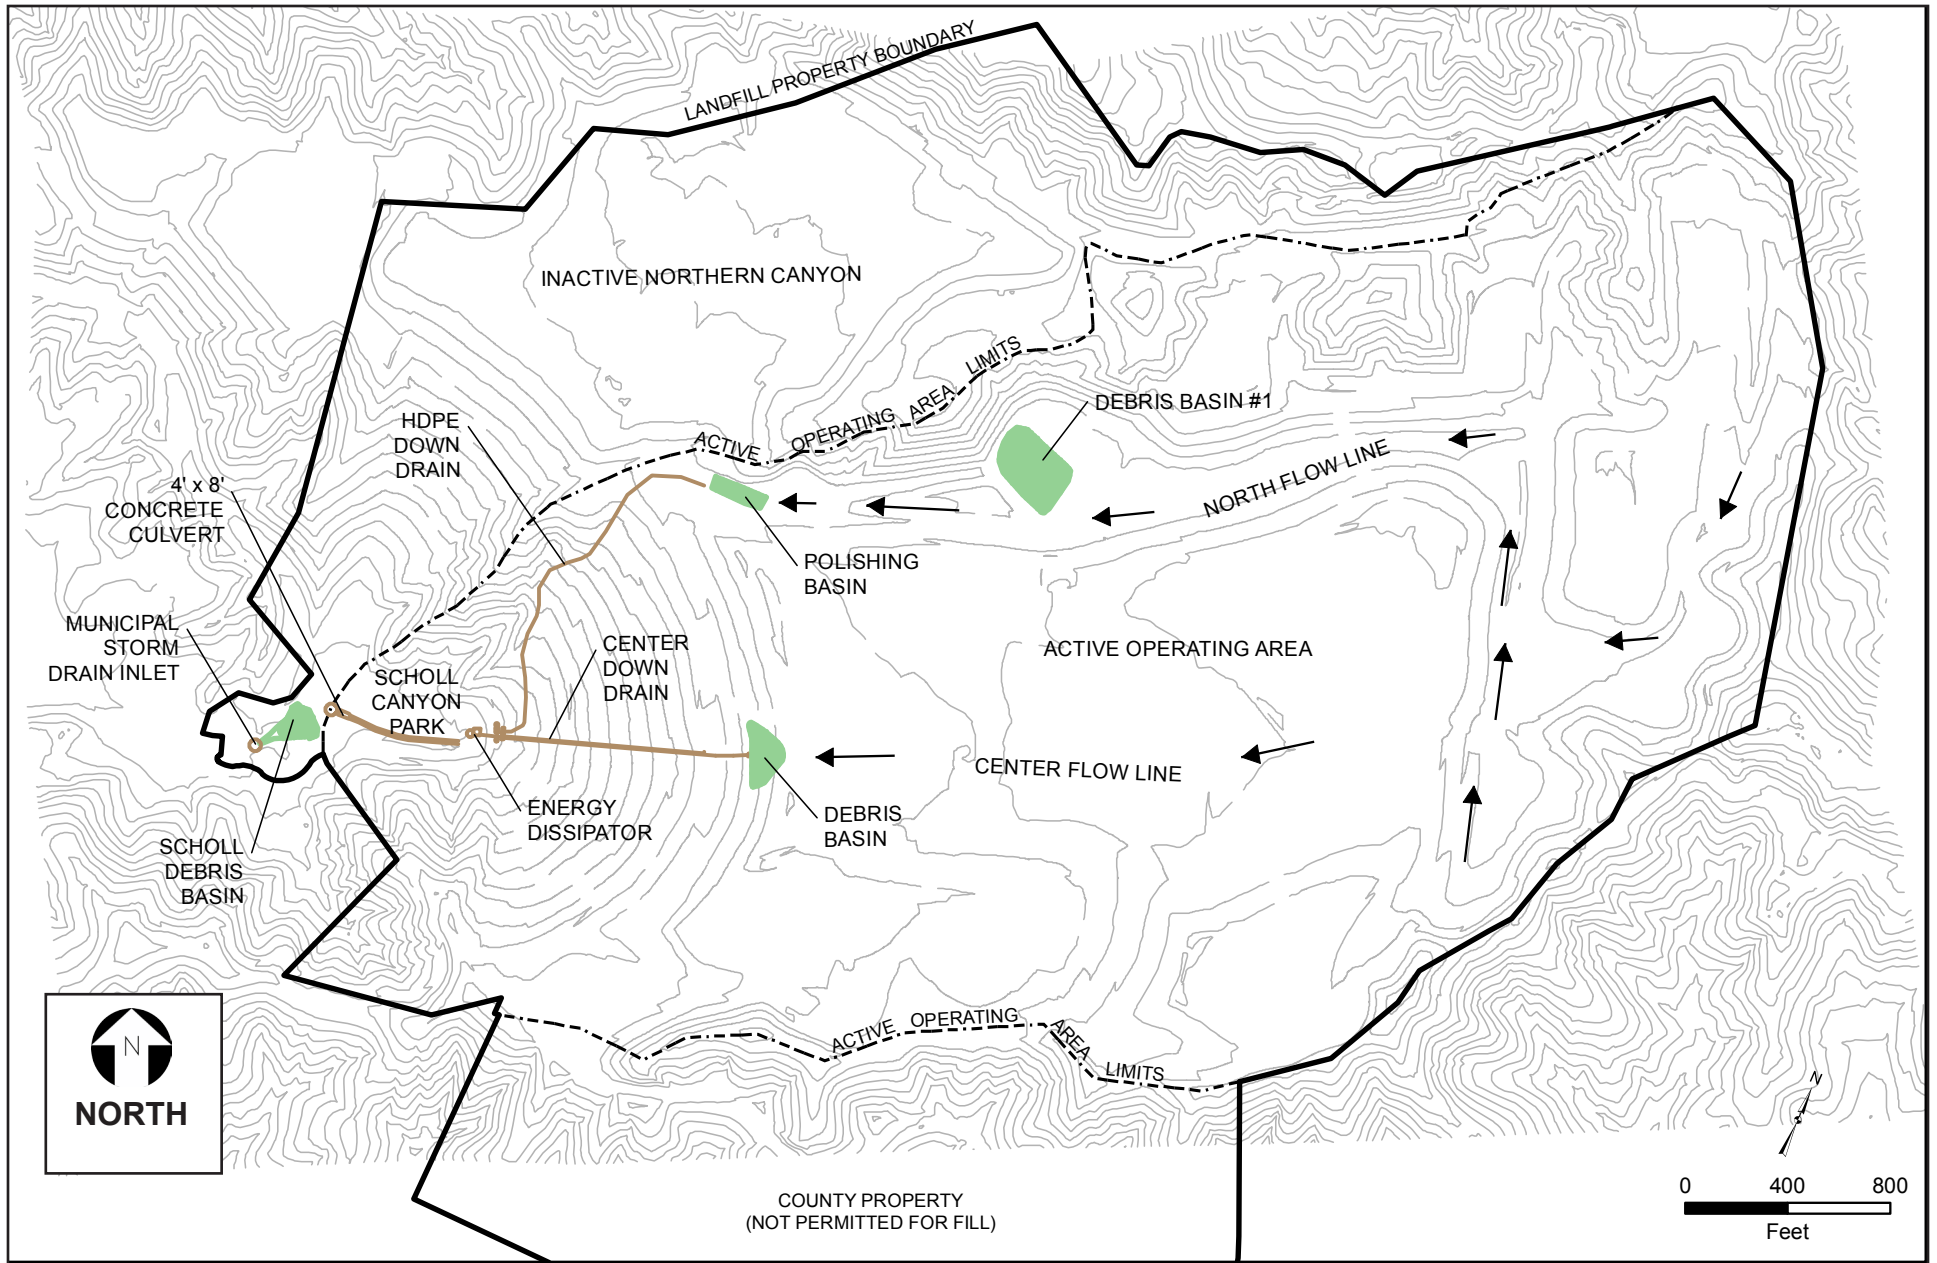 LANDFILL PROPERTY BOUNDARY
INACTIVE NORTHERN CANYON
ACTIVE OPERATING AREA LIMITS
DEBRIS BASIN #1
HDPE
DOWN
DRAIN
NORTH FLOW LINE
4' x 8'
CONCRETE
CULVERT
POLISHING
BASIN
MUNICIPAL
STORM
DRAIN INLET
CENTER
DOWN
DRAIN
ACTIVE OPERATING AREA
SCHOLL
CANYON
PARK
CENTER FLOW LINE
ENERGY
DISSIPATOR
DEBRIS
BASIN
SCHOLL
DEBRIS
BASIN
ACTIVE OPERATING AREA LIMITS
N
NORTH
N
COUNTY PROPERTY
(NOT PERMITTED FOR FILL)
0 400 800
Feet